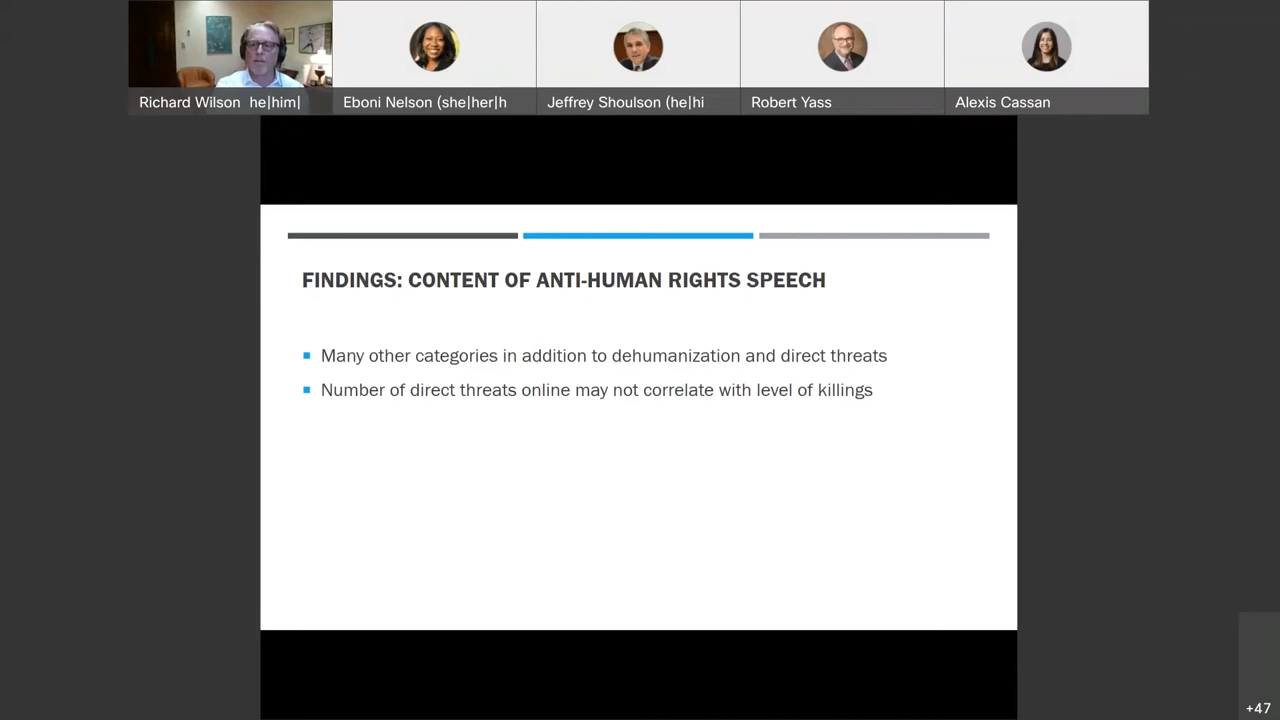 Richard Wilson he|him|
Eboni Nelson (she|her|h
Jeffrey Shoulson (he|hi
Robert Yass
Alexis Cassan
FINDINGS: CONTENT OF ANTI-HUMAN RIGHTS SPEECH
Many other categories in addition to dehumanization and direct threats
Number of direct threats online may not correlate with level of killings
+47